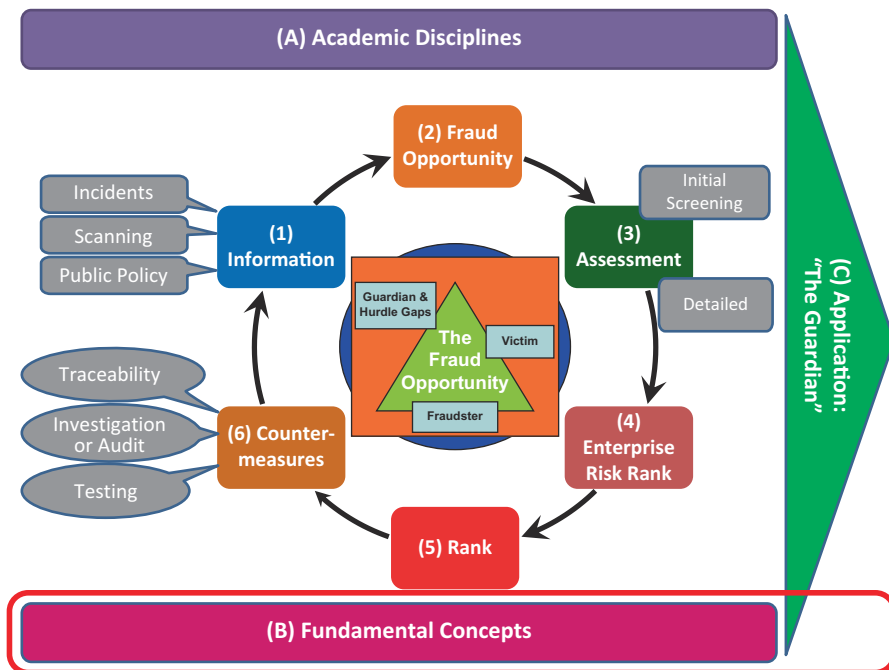 (A) Academic Disciplines
(2) Fraud
Opportunity
Incidents
Scanning
Public Policy
(1)
Information
Initial
Screening
(3)
Assessment
Detailed
Guardian &
Hurdle Gaps
Victim
The
Fraud
Opportunity
Fraudster
Traceability
Investigation
or Audit
Testing
(6) Counter-
measures
(4)
Enterprise
Risk Rank
(5) Rank
(C) Application:
“The Guardian”
(B) Fundamental Concepts